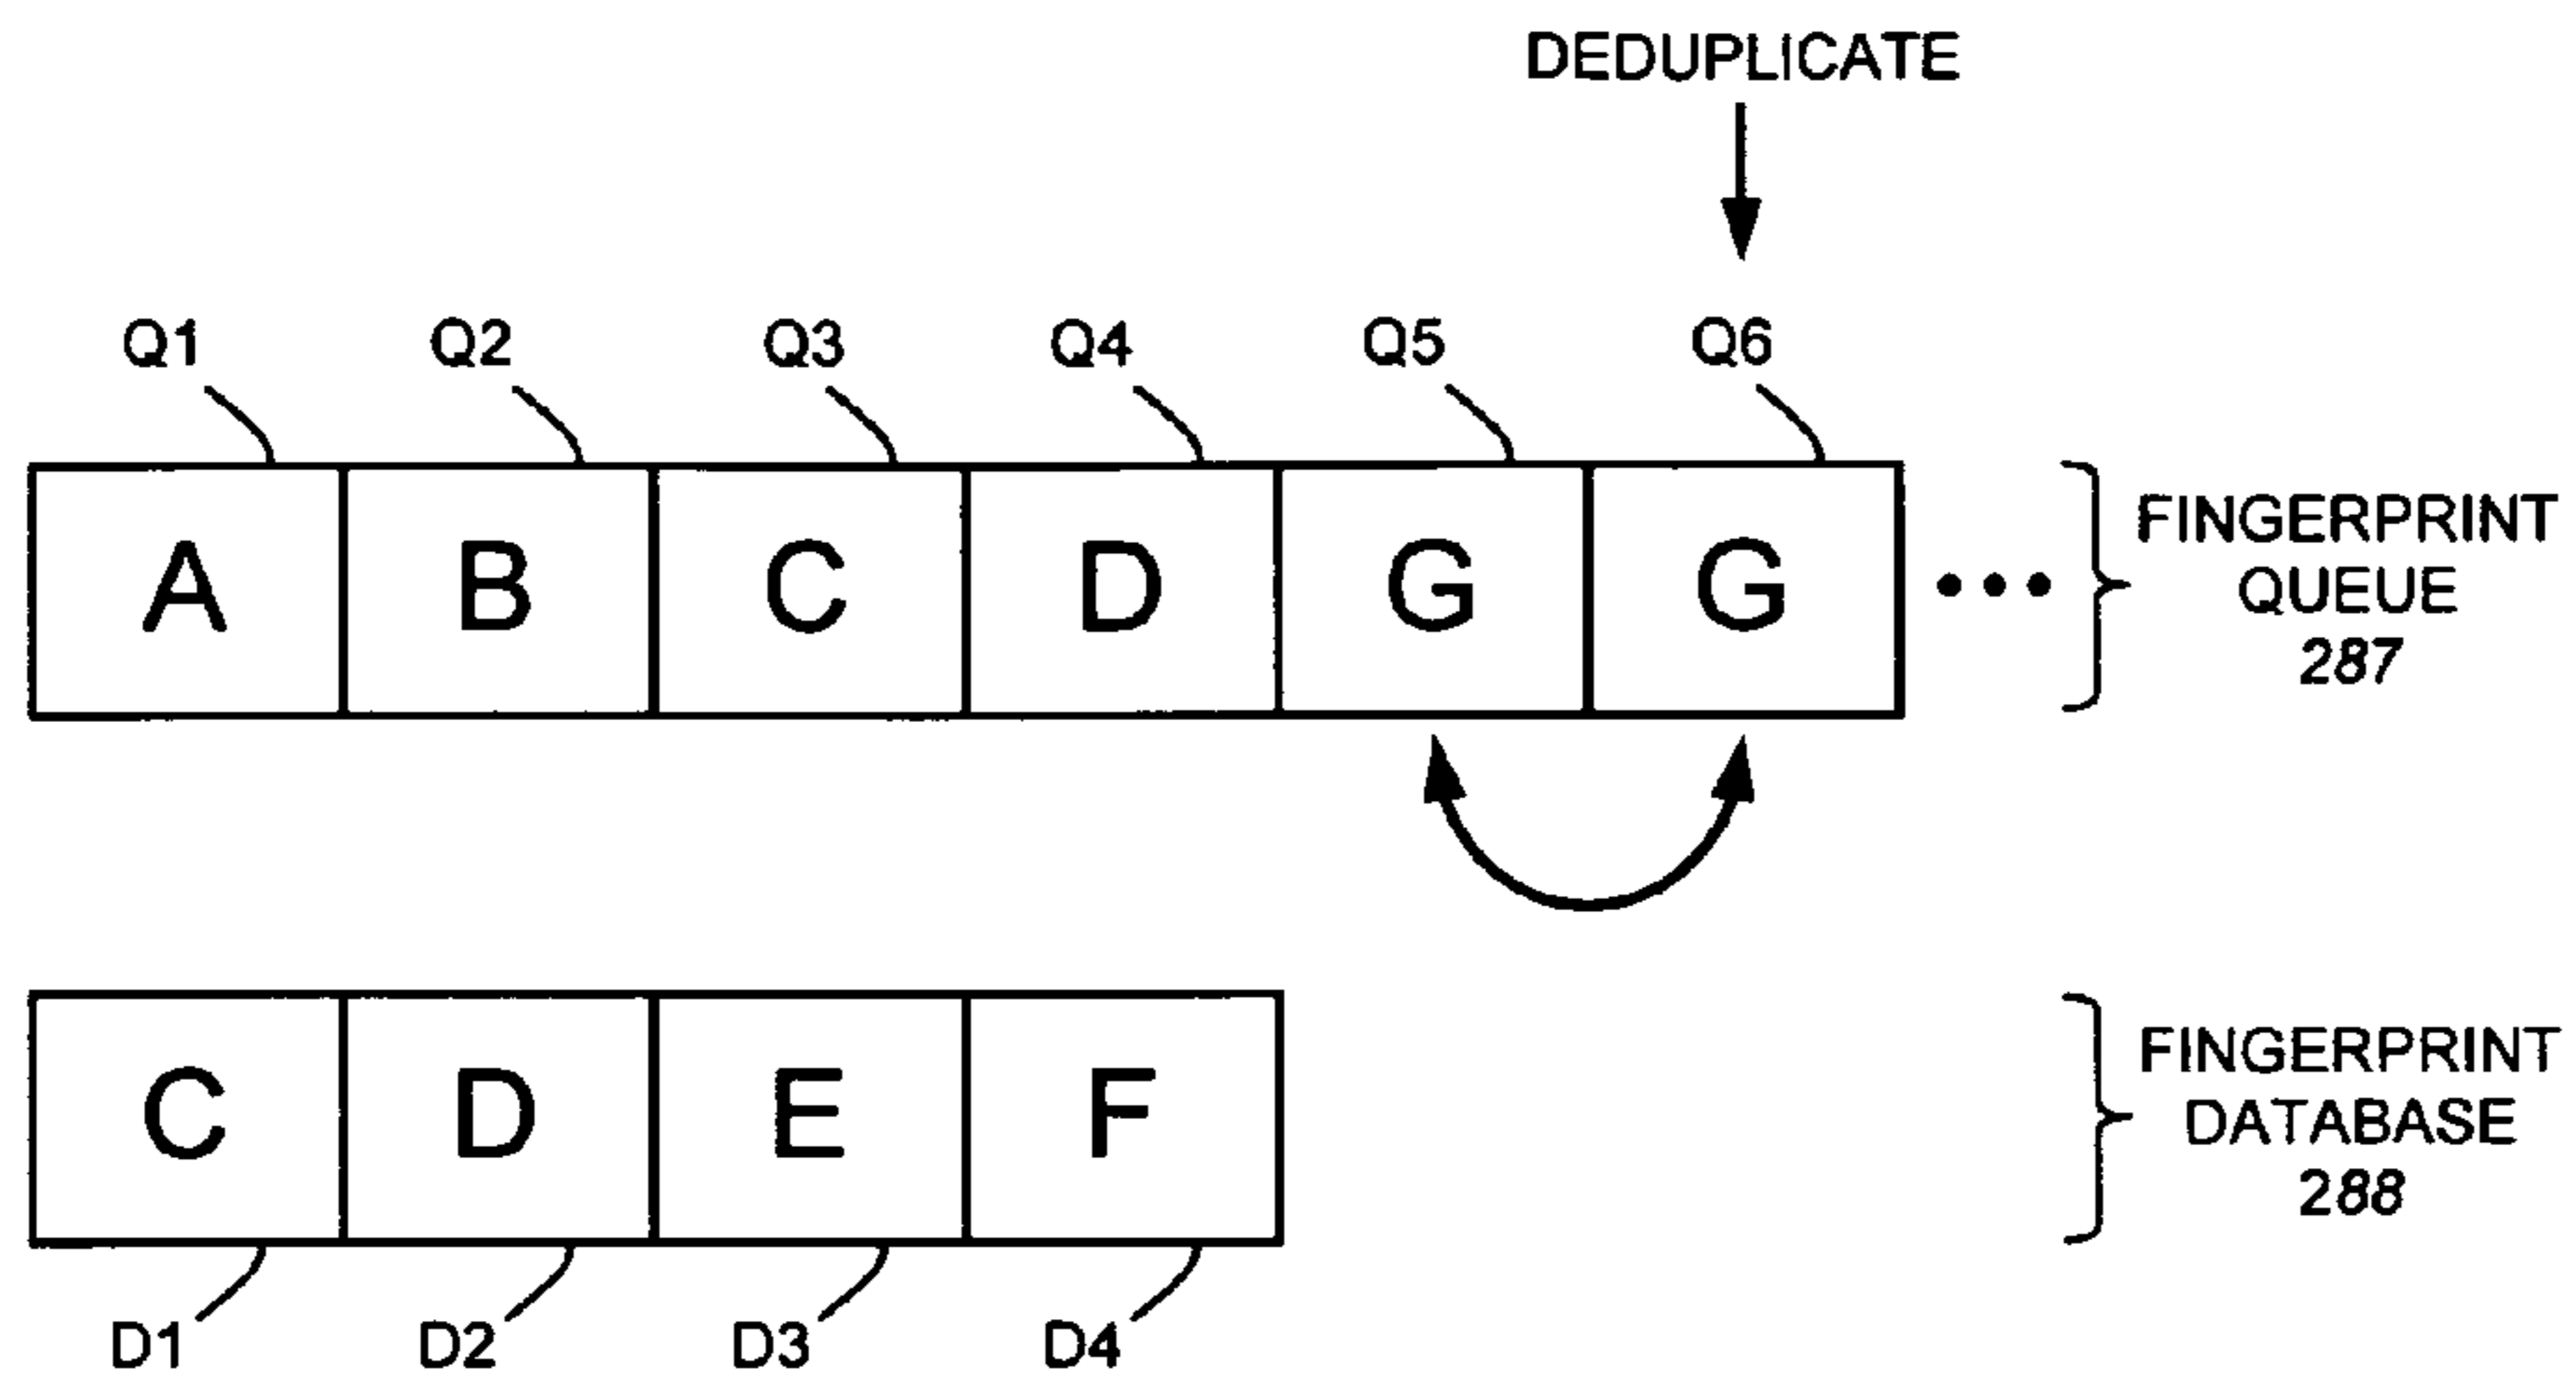 DEDUPLICATE
Q1 Q2 Q3 Q4 Q5 Q6
A B C D G G
FINGERPRINT
QUEUE
287
C D E F
FINGERPRINT
DATABASE
288
D1 D2 D3 D4